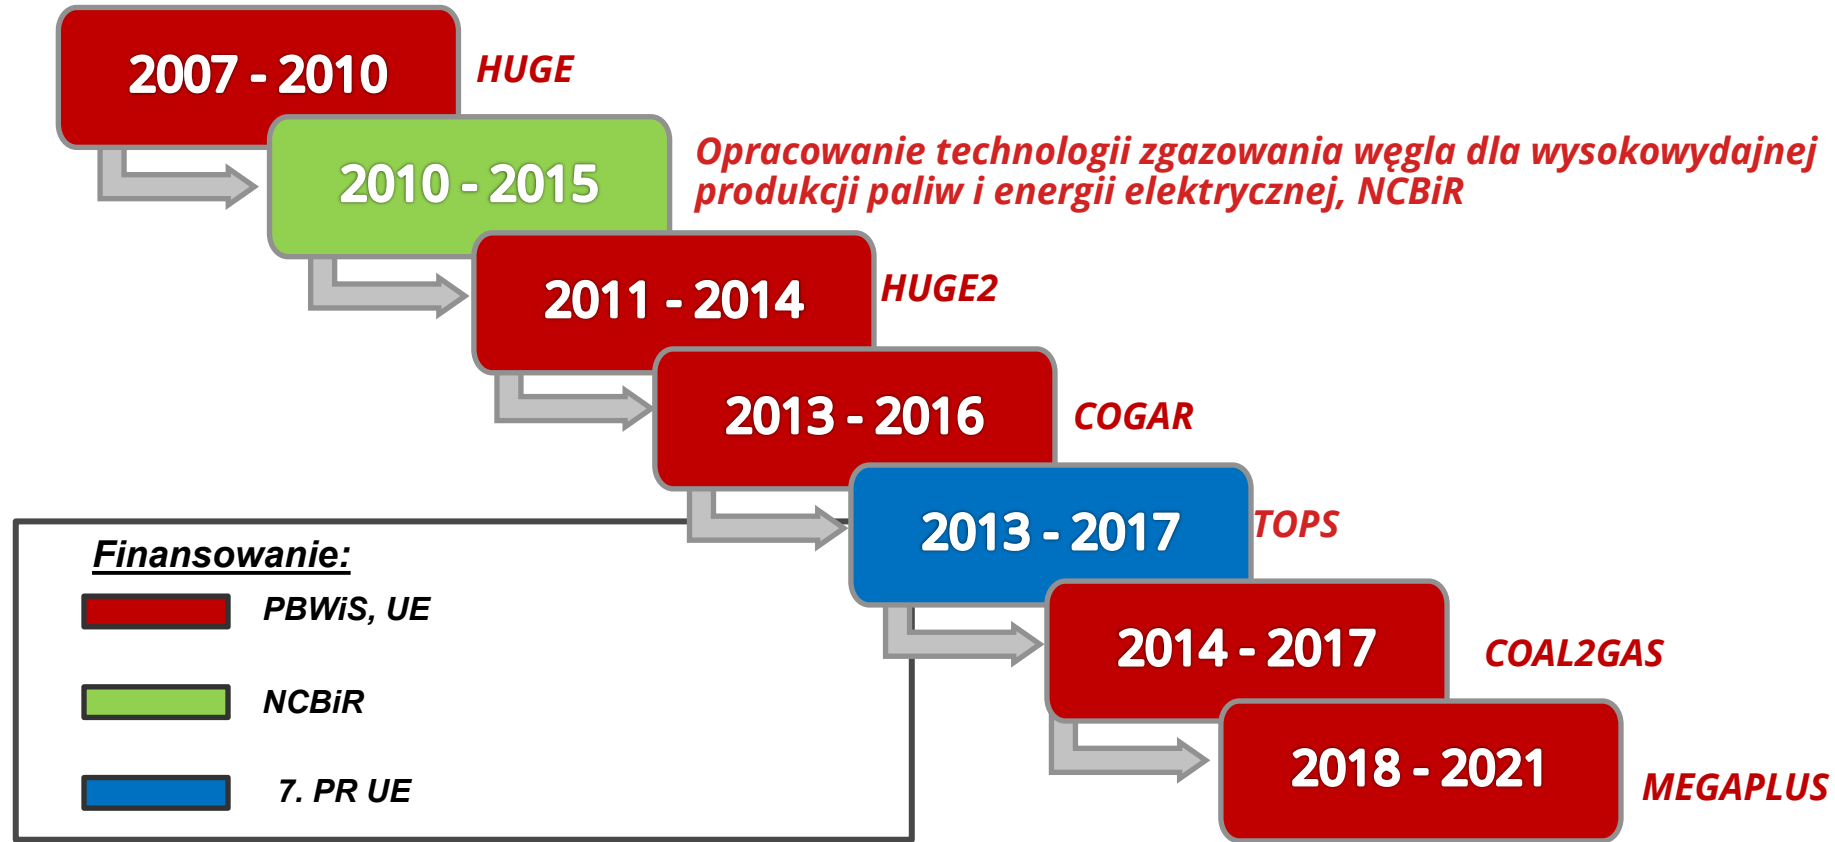 2007 - 2010
HUGE
2010 - 2015
Opracowanie technologii zgazowania węgla dla wysokowydajnej
produkcji paliw i energii elektrycznej, NCBiR
2011 - 2014
HUGE2
2013 - 2016
COGAR
2013 - 2017
TOPS
2014 - 2017
COAL2GAS
2018 - 2021
MEGAPLUS
Finansowanie:
PBWiS, UE
NCBiR
7. PR UE